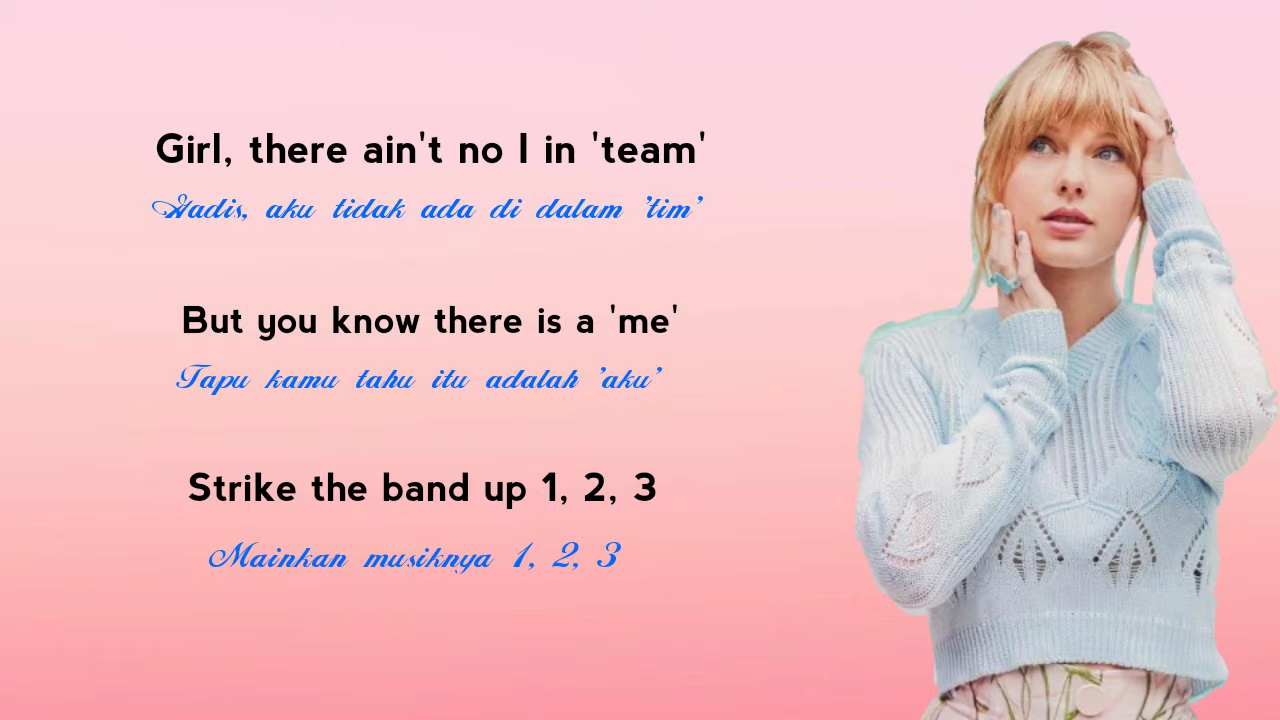 Girl, there ain't no I in 'team'
Gadis, aku tidak ada di dalam 'tim'
But you know there is a 'me'
Tapu kamu tahu itu adalah 'aku'
Strike the band up 1, 2, 3
Mainkan musiknya 1, 2, 3